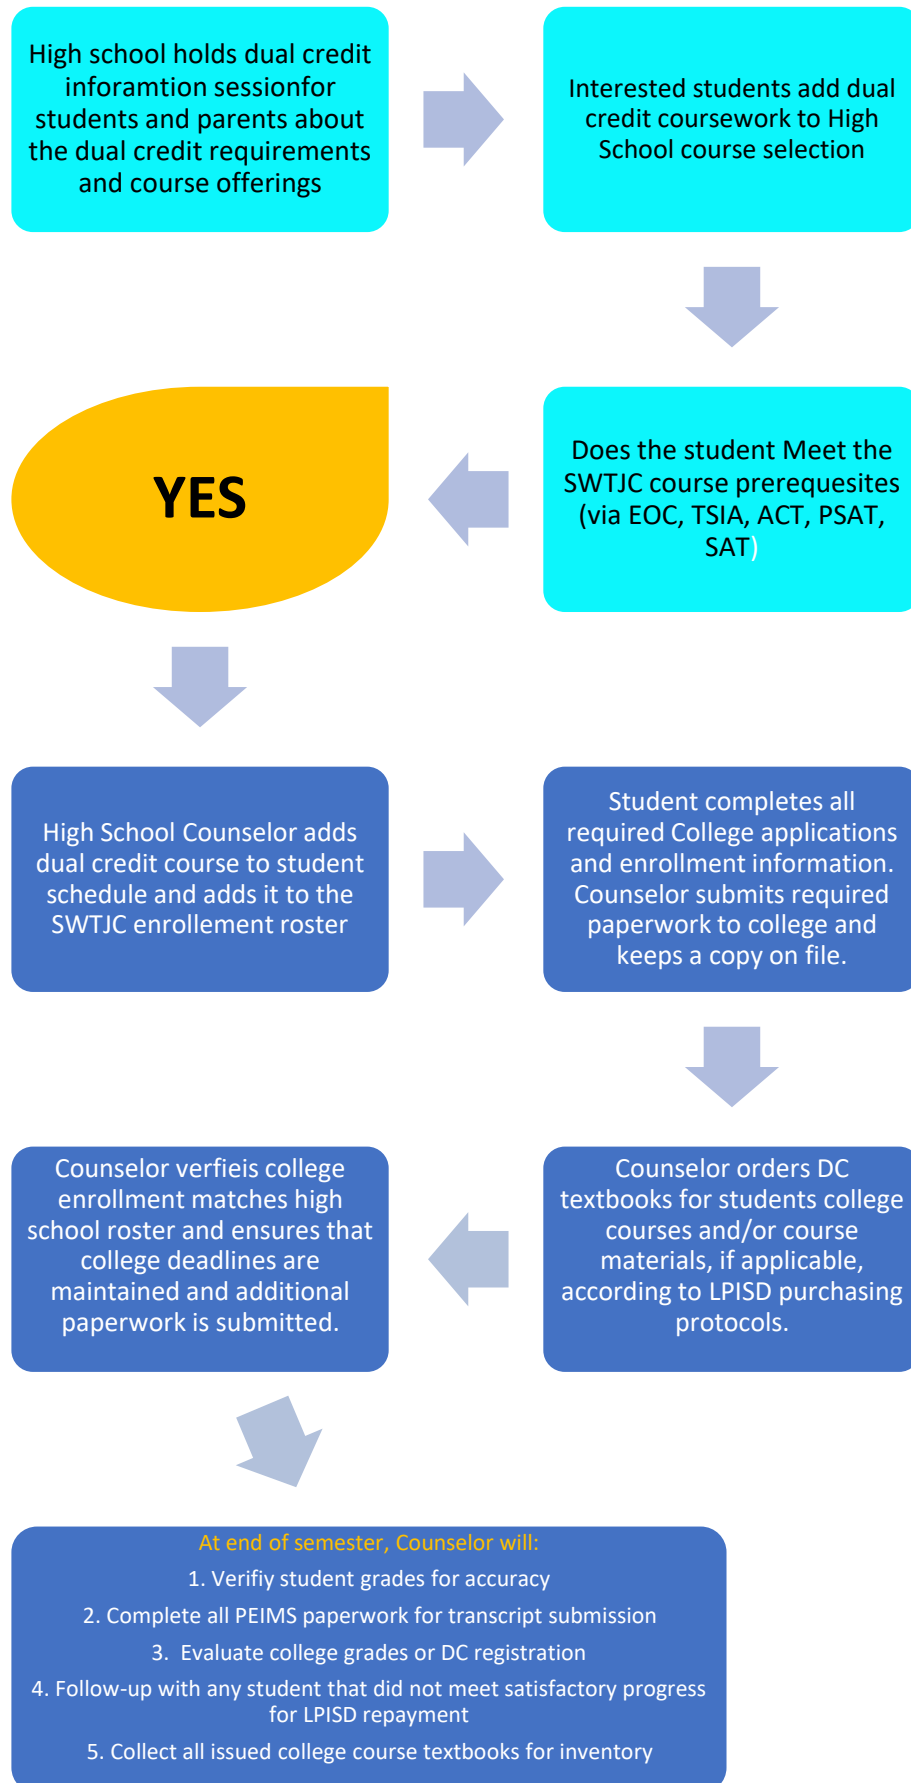 High school holds dual credit
inforamtion sessionfor
students and parents about
the dual credit requirements
and course offerings
Interested students add dual
credit coursework to High
School course selection
Does the student Meet the
SWTJC course prerequesites
(via EOC, TSIA, ACT, PSAT,
SAT)
YES
High School Counselor adds
dual credit course to student
schedule and adds it to the
SWTJC enrollement roster
Student completes all
required College applications
and enrollment information.
Counselor submits required
paperwork to college and
keeps a copy on file.
Counselor orders DC
textbooks for students college
courses and/or course
materials, if applicable,
according to LPISD purchasing
protocols.
Counselor verfieis college
enrollment matches high
school roster and ensures that
college deadlines are
maintained and additional
paperwork is submitted.
At end of semester, Counselor will:
1. Verifiy student grades for accuracy
2. Complete all PEIMS paperwork for transcript submission
3. Evaluate college grades or DC registration
4. Follow-up with any student that did not meet satisfactory progress
for LPISD repayment
5. Collect all issued college course textbooks for inventory